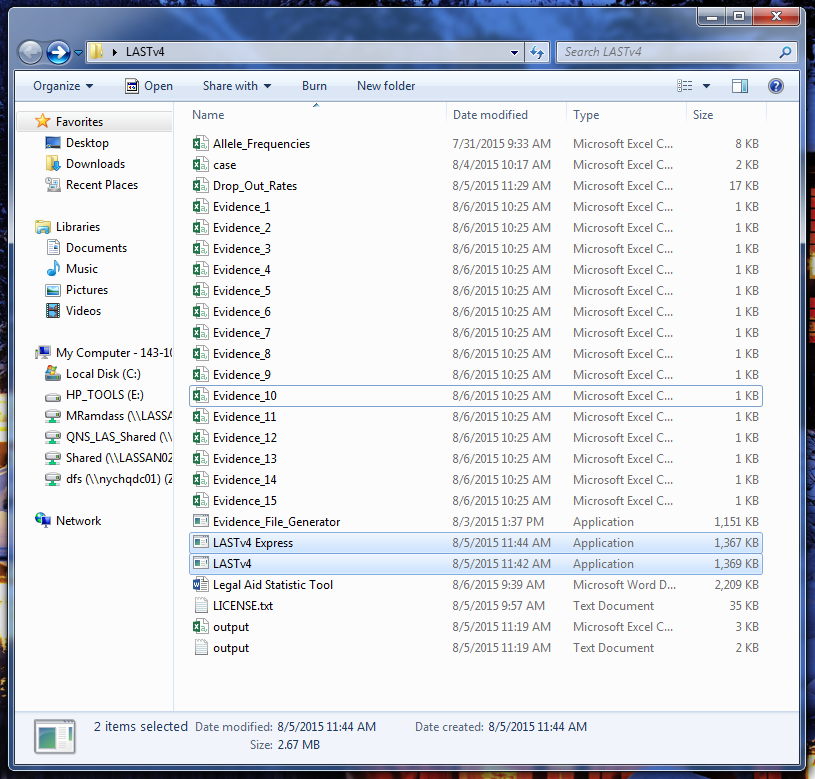 LASTv4
Search LASTv4
Organize Open Share with Burn New folder
Name Date modified Type Size
Favorites
Desktop
Downloads
Recent Places
Libraries
Documents
Music
Pictures
Videos
My Computer - 143-10
Local Disk (C:)
HP_TOOLS (E:)
MRamdass (\\LASSA
QNS_LAS_Shared (\\
Shared (\\LASSAN02
dfs (\\nychqdc01) (Z
Network
Allele_Frequencies 7/31/2015 9:33 AM Microsoft Excel C... 8 KB
case 8/4/2015 10:17 AM Microsoft Excel C... 2 KB
Drop_Out_Rates 8/5/2015 11:29 AM Microsoft Excel C... 17 KB
Evidence_1 8/6/2015 10:25 AM Microsoft Excel C... 1 KB
Evidence_2 8/6/2015 10:25 AM Microsoft Excel C... 1 KB
Evidence_3 8/6/2015 10:25 AM Microsoft Excel C... 1 KB
Evidence_4 8/6/2015 10:25 AM Microsoft Excel C... 1 KB
Evidence_5 8/6/2015 10:25 AM Microsoft Excel C... 1 KB
Evidence_6 8/6/2015 10:25 AM Microsoft Excel C... 1 KB
Evidence_7 8/6/2015 10:25 AM Microsoft Excel C... 1 KB
Evidence_8 8/6/2015 10:25 AM Microsoft Excel C... 1 KB
Evidence_9 8/6/2015 10:25 AM Microsoft Excel C... 1 KB
Evidence_10 8/6/2015 10:25 AM Microsoft Excel C... 1 KB
Evidence_11 8/6/2015 10:25 AM Microsoft Excel C... 1 KB
Evidence_12 8/6/2015 10:25 AM Microsoft Excel C... 1 KB
Evidence_13 8/6/2015 10:25 AM Microsoft Excel C... 1 KB
Evidence_14 8/6/2015 10:25 AM Microsoft Excel C... 1 KB
Evidence_15 8/6/2015 10:25 AM Microsoft Excel C... 1 KB
Evidence_File_Generator 8/3/2015 1:37 PM Application 1,151 KB
LASTv4 Express 8/5/2015 11:44 AM Application 1,367 KB
LASTv4 8/5/2015 11:42 AM Application 1,369 KB
Legal Aid Statistic Tool 8/6/2015 9:39 AM Microsoft Word D... 2,209 KB
LICENSE.txt 8/5/2015 9:57 AM Text Document 35 KB
output 8/5/2015 11:19 AM Microsoft Excel C... 3 KB
output 8/5/2015 11:19 AM Text Document 2 KB
2 items selected Date modified: 8/5/2015 11:44 AM Date created: 8/5/2015 11:44 AM
Size: 2.67 MB